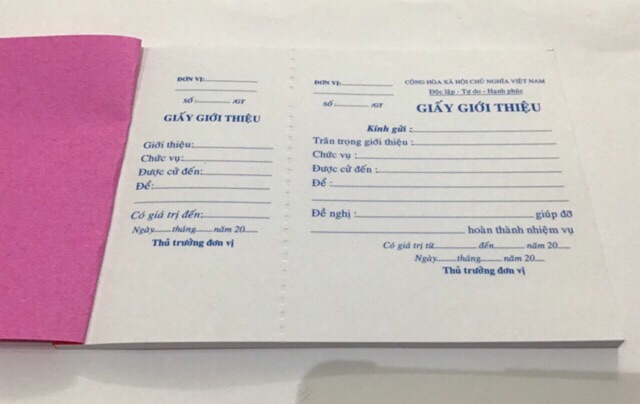 ĐƠN VỊ:
SỐ : /GT
GIẤY GIỚI THIỆU
Giới thiệu:
Chức vụ:
Được cử đến:
Để:
Có giá trị đến:
Ngày tháng năm 20
Thủ trưởng đơn vị
ĐƠN VỊ:
SỐ : /GT
CỘNG HÒA XÃ HỘI CHỦ NGHĨA VIỆT NAM
Độc lập - Tự do - Hạnh phúc
GIẤY GIỚI THIỆU
Kính gửi :
Trân trọng giới thiệu :
Chức vụ :
Được cử đến :
Để :
Đề nghị : giúp đỡ
hoàn thành nhiệm vụ
Có giá trị từ đến năm 20
Ngày tháng năm 20
Thủ trưởng đơn vị